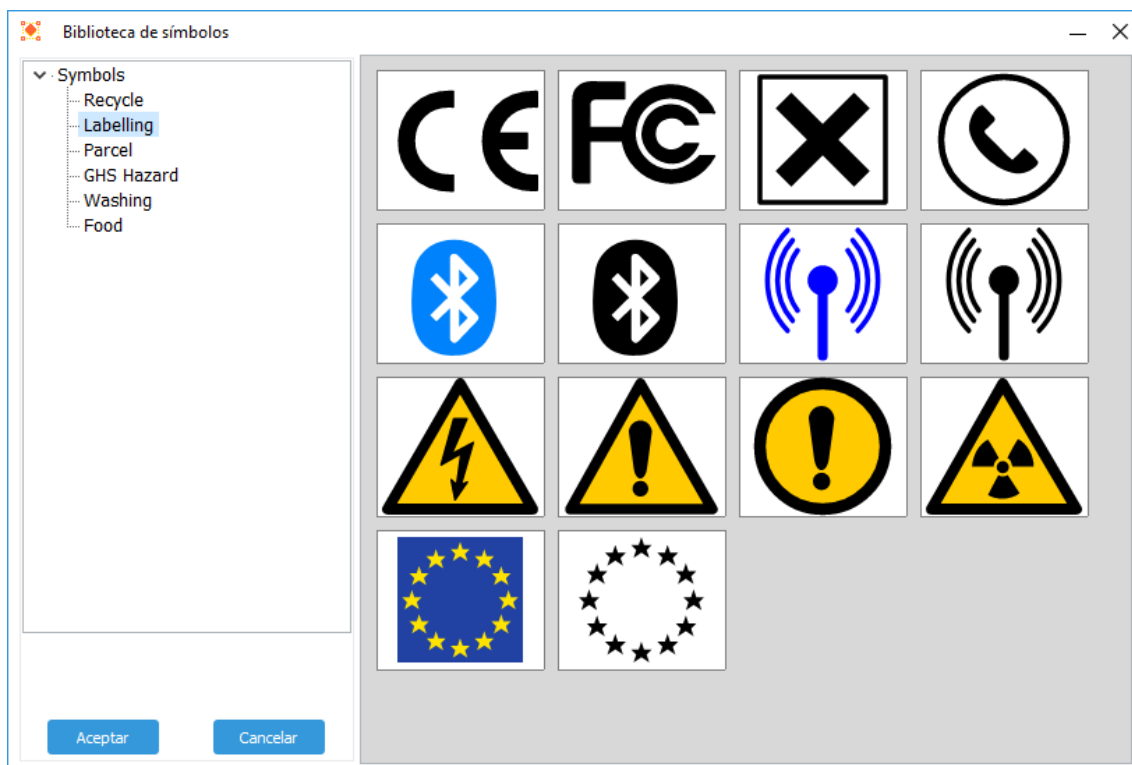 Biblioteca de símbolos
Symbols
Recycle
Labelling
Parcel
GHS Hazard
Washing
Food
CE FC
Aceptar Cancelar